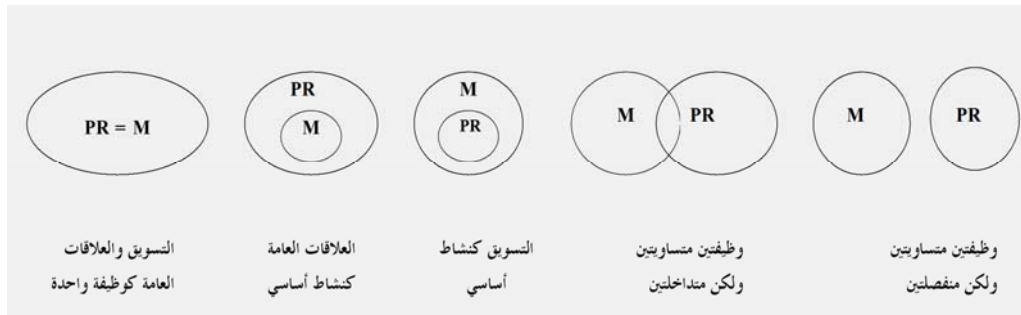 M PR
M PR
M
PR
PR
M
PR = M
وظيفتين متساويتين
ولكن منفصلتين
وظيفتين متساويتين
ولكن متداخلتين
التسويق كنشاط
أساسي
العلاقات العامة
كنشاط أساسي
التسويق والعلاقات
العامة كوظيفة واحدة